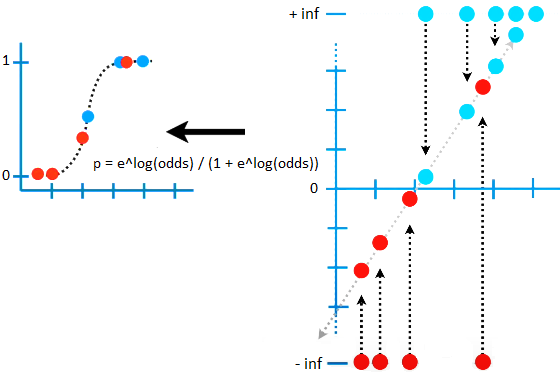 + inf
1
p = e^log(odds) / (1 + e^log(odds))
0
0
- inf